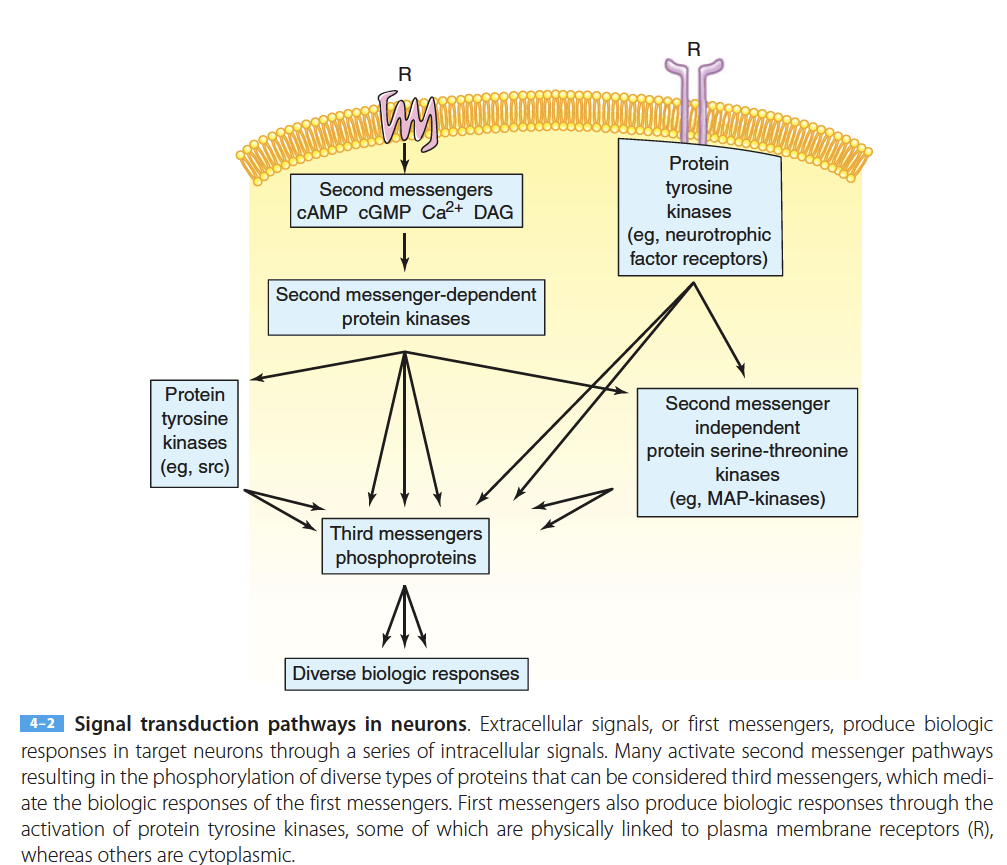 R
R
Second messengers
cAMP cGMP Ca2+ DAG
Protein
tyrosine
kinases
(eg, neurotrophic
factor receptors)
Second messenger-dependent
protein kinases
Protein
tyrosine
kinases
(eg, src)
Second messenger
independent
protein serine-threonine
kinases
(eg, MAP-kinases)
Third messengers
phosphoproteins
Diverse biologic responses
4–2 Signal transduction pathways in neurons. Extracellular signals, or first messengers, produce biologic
responses in target neurons through a series of intracellular signals. Many activate second messenger pathways
resulting in the phosphorylation of diverse types of proteins that can be considered third messengers, which medi-
ate the biologic responses of the first messengers. First messengers also produce biologic responses through the
activation of protein tyrosine kinases, some of which are physically linked to plasma membrane receptors (R),
whereas others are cytoplasmic.